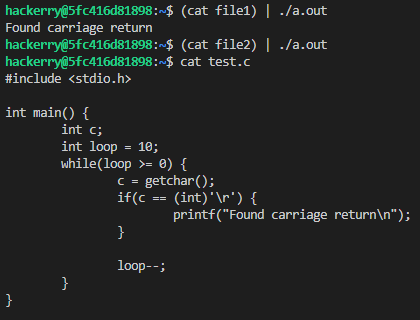 hackerry@5fc416d81898:~$ (cat file1) | ./a.out
Found carriage return
hackerry@5fc416d81898:~$ (cat file2) | ./a.out
hackerry@5fc416d81898:~$ cat test.c
#include <stdio.h>

int main() {
        int c;
        int loop = 10;
        while(loop >= 0) {
                c = getchar();
                if(c == (int)'\r') {
                        printf("Found carriage return\n");
                }

                loop--;
        }
}